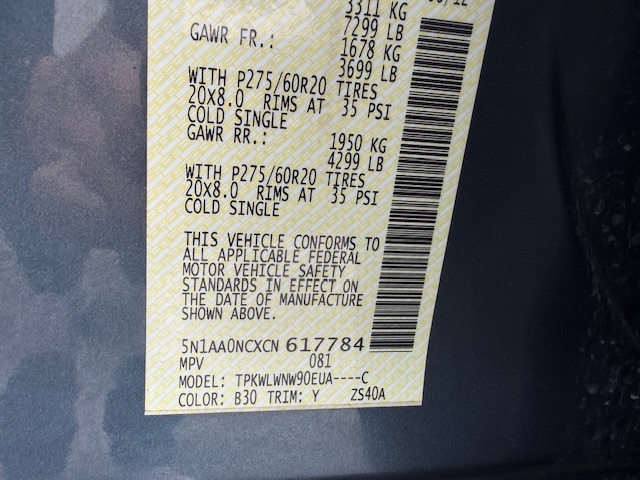 3311 KG
7299 LB
GAWR FR.: 1678 KG
3699 LB
WITH P275/60R20 TIRES
20X8.0 RIMS AT 35 PSI
COLD SINGLE
GAWR RR.: 1950 KG
4299 LB
WITH P275/60R20 TIRES
20X8.0 RIMS AT 35 PSI
COLD SINGLE
THIS VEHICLE CONFORMS TO
ALL APPLICABLE FEDERAL
MOTOR VEHICLE SAFETY
STANDARDS IN EFFECT ON
THE DATE OF MANUFACTURE
SHOWN ABOVE.
5N1AA0NCXCN 617784
MPV 081
MODEL: TPKWLWNW90EUA----C
COLOR: B30 TRIM: Y ZS40A